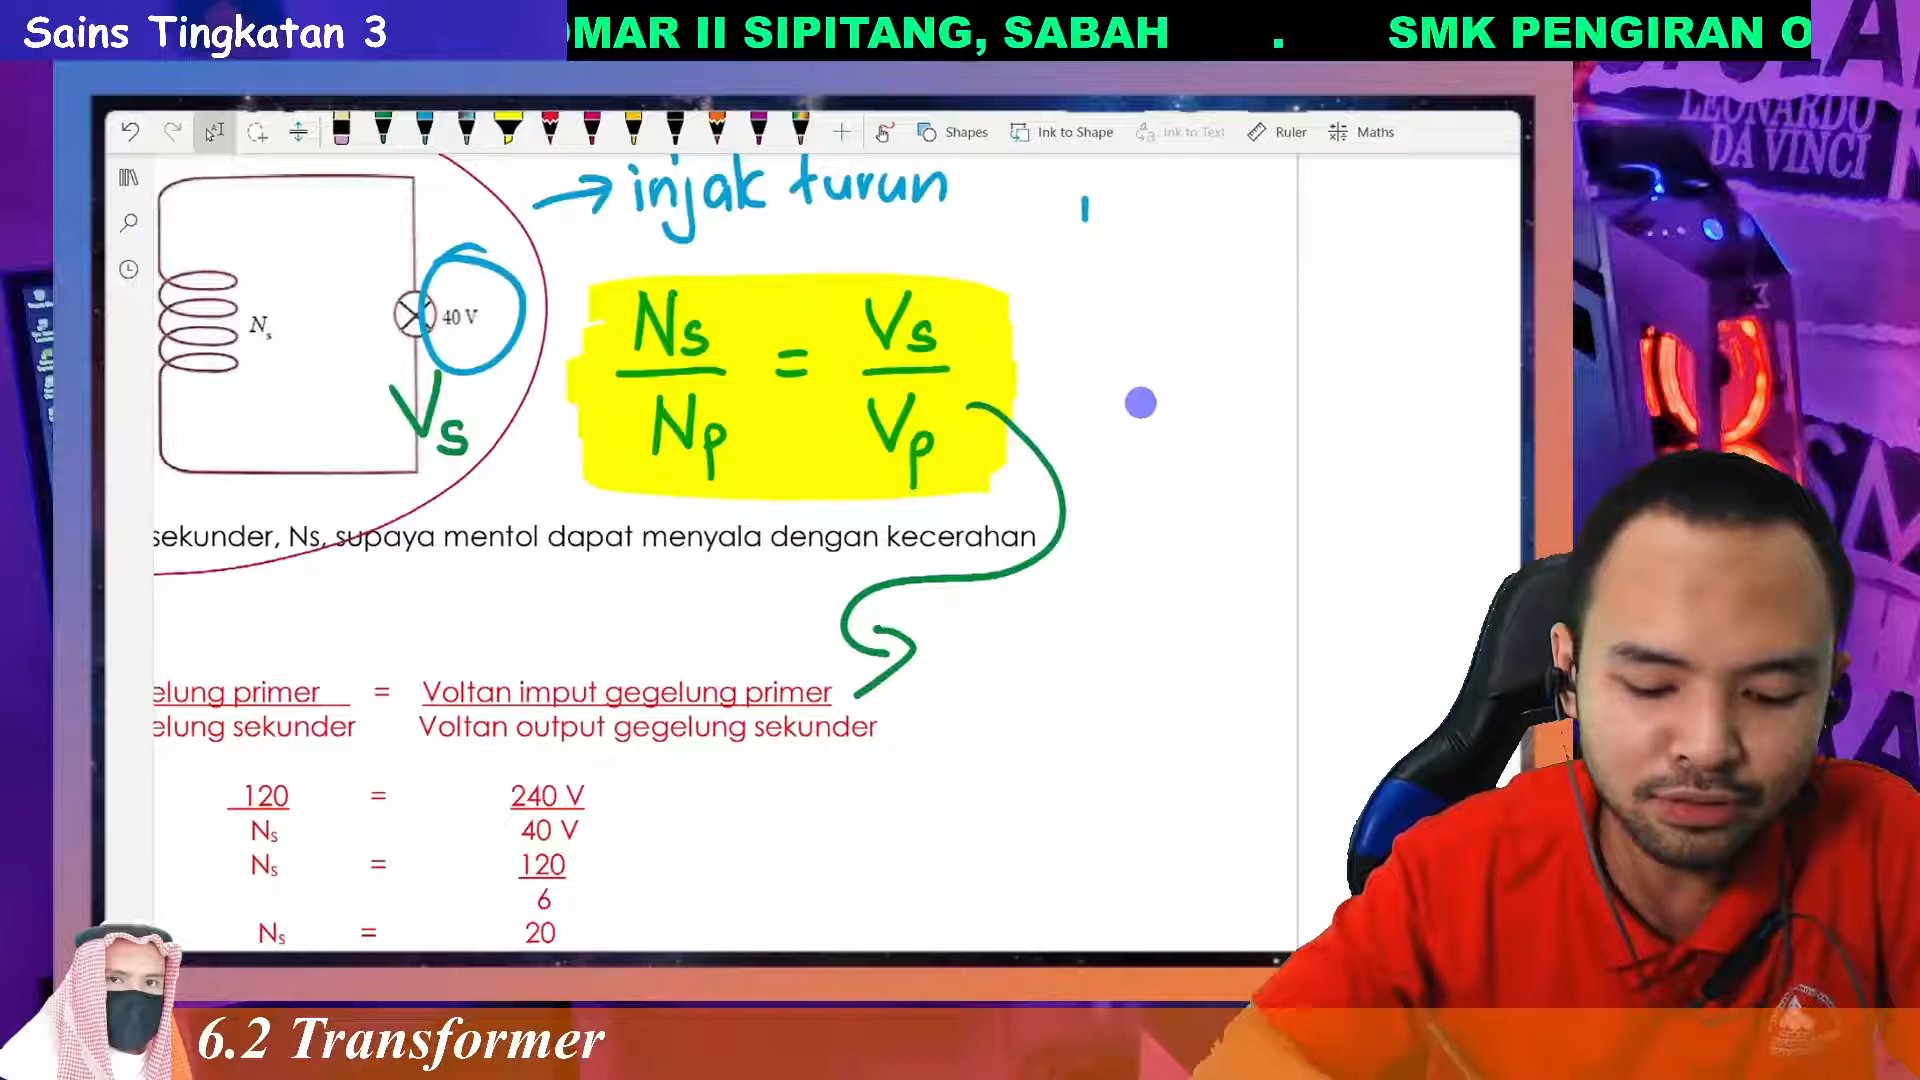 Sains Tingkatan 3
OMAR II SIPITANG, SABAH . SMK PENGIRAN O
LEONARDO
DA VINCI
Shapes Ink to Shape Ink to Text Ruler Maths
→ injak turun
Ns
40 V
Vs
Ns = Vs
Np Vp
sekunder, Ns, supaya mentol dapat menyala dengan kecerahan
elung primer = Voltan imput gegelung primer
elung sekunder Voltan output gegelung sekunder
120 = 240 V
Ns 40 V
Ns = 120
6
Ns = 20
6.2 Transformer